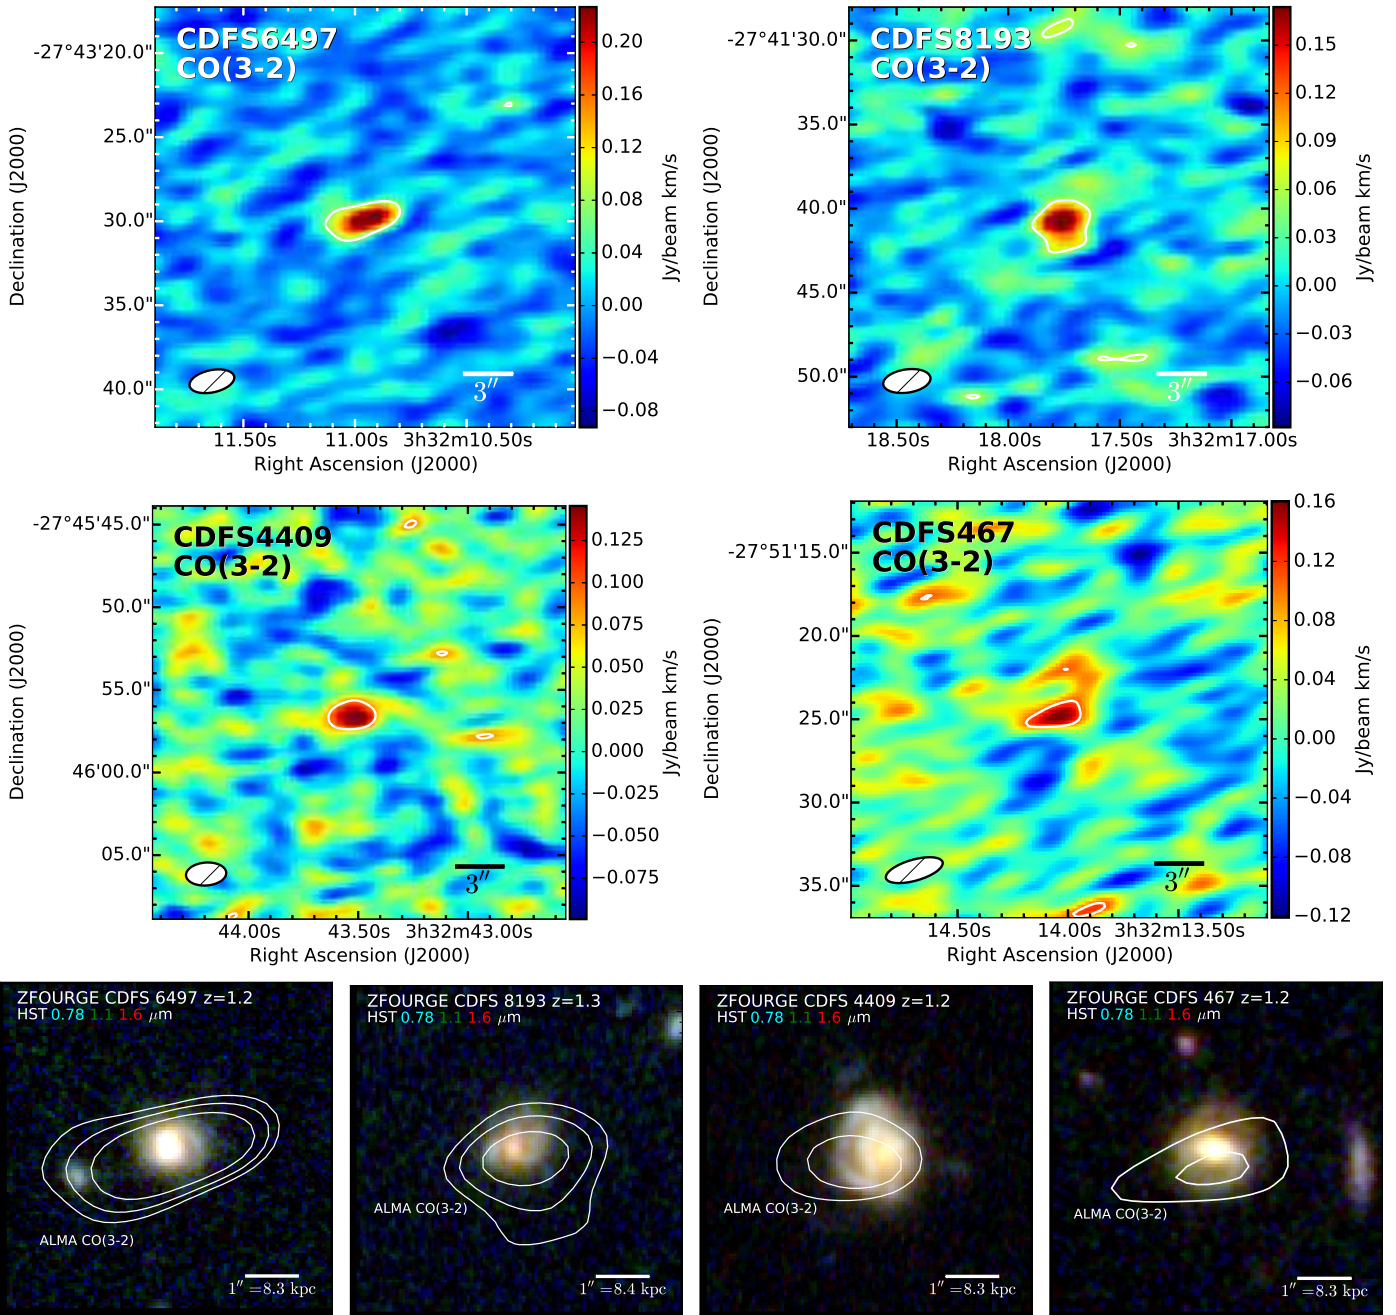 CDFS6497
CO(3-2)
-27°43'20.0"
25.0"
30.0"
35.0"
40.0"
Declination (J2000)
11.50s
11.00s
3h32m10.50s
Right Ascension (J2000)
3″
0.20
0.16
0.12
0.08
0.04
0.00
−0.04
−0.08
Jy/beam km/s
CDFS8193
CO(3-2)
-27°41'30.0"
35.0"
40.0"
45.0"
50.0"
Declination (J2000)
18.50s
18.00s
17.50s
3h32m17.00s
Right Ascension (J2000)
3″
0.15
0.12
0.09
0.06
0.03
0.00
−0.03
−0.06
Jy/beam km/s
CDFS4409
CO(3-2)
-27°45'45.0"
50.0"
55.0"
46'00.0"
05.0"
Declination (J2000)
44.00s
43.50s
3h32m43.00s
Right Ascension (J2000)
3″
0.125
0.100
0.075
0.050
0.025
0.000
−0.025
−0.050
−0.075
Jy/beam km/s
CDFS467
CO(3-2)
-27°51'15.0"
20.0"
25.0"
30.0"
35.0"
Declination (J2000)
14.50s
14.00s
3h32m13.50s
Right Ascension (J2000)
3″
0.16
0.12
0.08
0.04
0.00
−0.04
−0.08
−0.12
Jy/beam km/s
ZFOURGE CDFS 6497 z=1.2
HST 0.78 1.1 1.6 μm
ALMA CO(3-2)
1″ =8.3 kpc
ZFOURGE CDFS 8193 z=1.3
HST 0.78 1.1 1.6 μm
ALMA CO(3-2)
1″ =8.4 kpc
ZFOURGE CDFS 4409 z=1.2
HST 0.78 1.1 1.6 μm
ALMA CO(3-2)
1″ =8.3 kpc
ZFOURGE CDFS 467 z=1.2
HST 0.78 1.1 1.6 μm
ALMA CO(3-2)
1″ =8.3 kpc